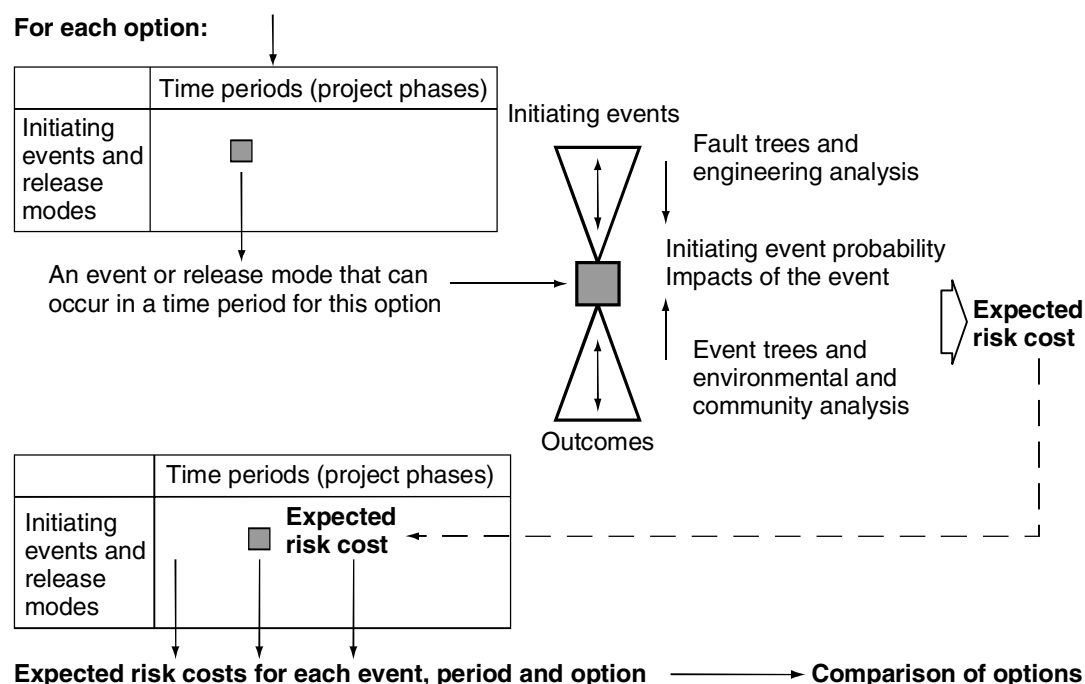 For each option:
Time periods (project phases)
Initiating
events and
release
modes
An event or release mode that can
occur in a time period for this option
Initiating events
Fault trees and
engineering analysis
Initiating event probability
Impacts of the event
Event trees and
environmental and
community analysis
Outcomes
Expected
risk cost
Time periods (project phases)
Initiating
events and
release
modes
Expected
risk cost
Expected risk costs for each event, period and option
Comparison of options